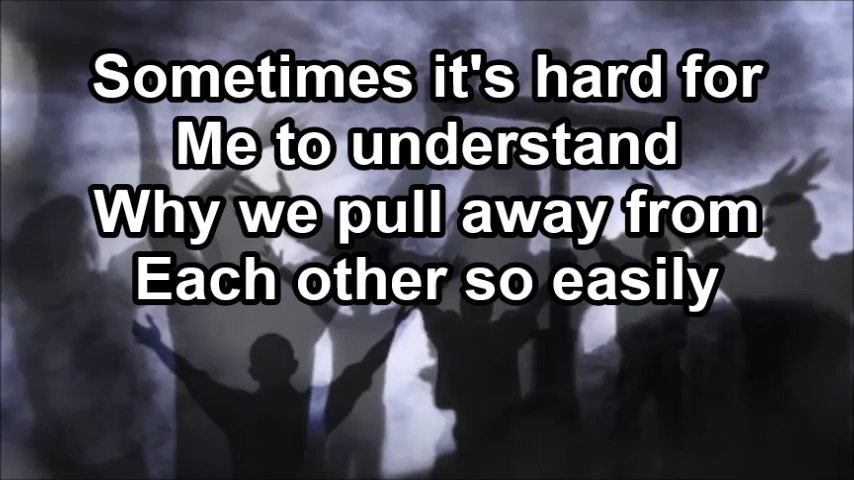 Sometimes it's hard for
Me to understand
Why we pull away from
Each other so easily